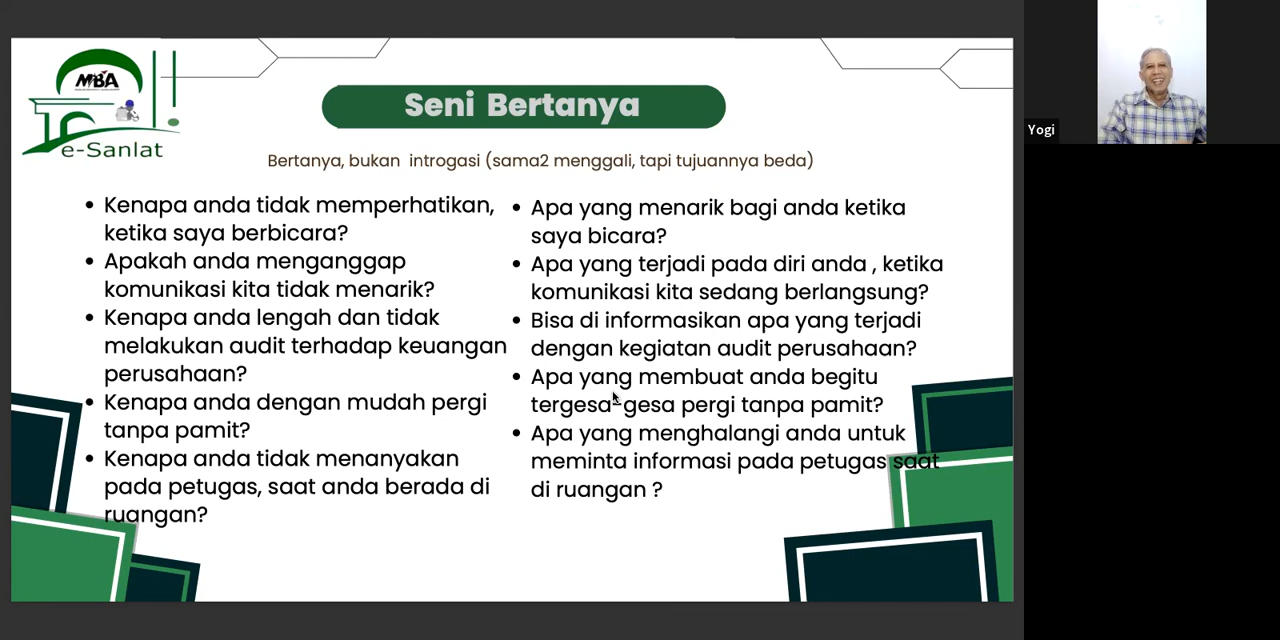 MBA
e-Sanlat
Seni Bertanya
Bertanya, bukan introgasi (sama2 menggali, tapi tujuannya beda)
• Kenapa anda tidak memperhatikan,
ketika saya berbicara?
• Apakah anda menganggap
komunikasi kita tidak menarik?
• Kenapa anda lengah dan tidak
melakukan audit terhadap keuangan
perusahaan?
• Kenapa anda dengan mudah pergi
tanpa pamit?
• Kenapa anda tidak menanyakan
pada petugas, saat anda berada di
ruangan?
• Apa yang menarik bagi anda ketika
saya bicara?
• Apa yang terjadi pada diri anda , ketika
komunikasi kita sedang berlangsung?
• Bisa di informasikan apa yang terjadi
dengan kegiatan audit perusahaan?
• Apa yang membuat anda begitu
tergesa-gesa pergi tanpa pamit?
• Apa yang menghalangi anda untuk
meminta informasi pada petugas saat
di ruangan ?
Yogi